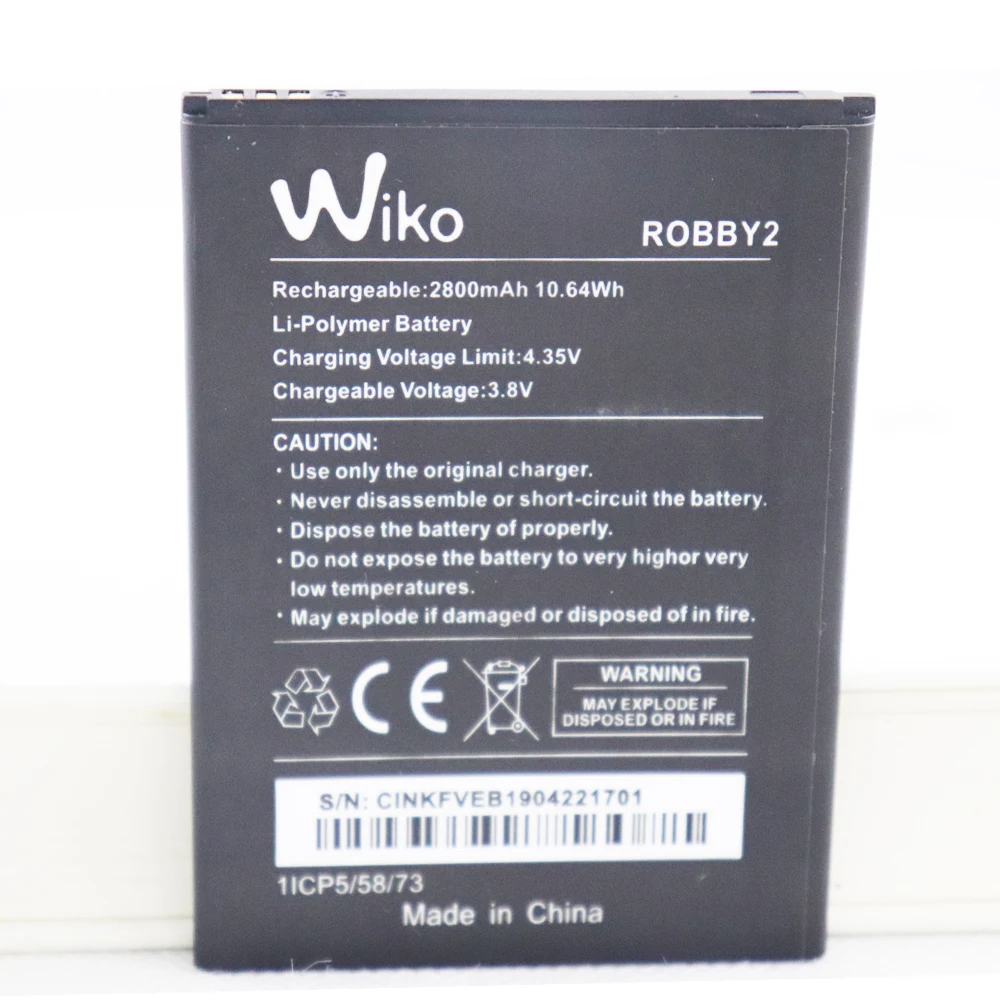 Wiko
ROBBY2
Rechargeable:2800mAh 10.64Wh
Li-Polymer Battery
Charging Voltage Limit:4.35V
Chargeable Voltage:3.8V
CAUTION:
· Use only the original charger.
· Never disassemble or short-circuit the battery.
· Dispose the battery of properly.
· Do not expose the battery to very highor very
low temperatures.
· May explode if damaged or disposed of in fire.
CE
WARNING
MAY EXPLODE IF
DISPOSED OR IN FIRE
S/N: CINKFVEB1904221701
1ICP5/58/73
Made in China